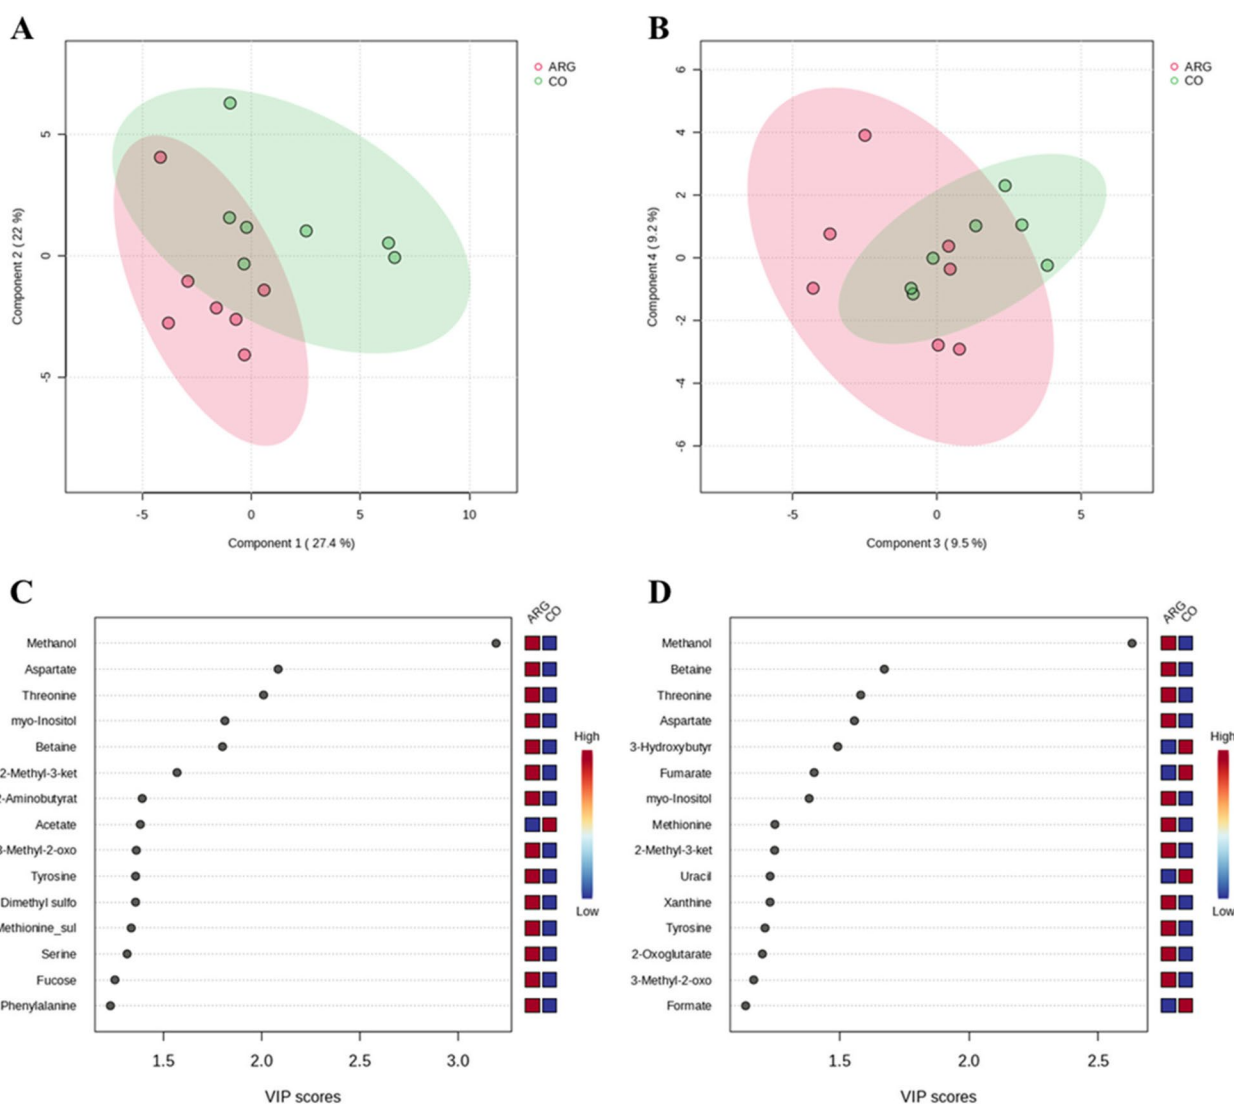 A
B
ARG
CO
ARG
CO
5
0
-5
Component 2 ( 22 %)
-5
0
5
10
Component 1 ( 27.4 %)
6
4
2
0
-2
-4
-6
Component 4 ( 9.2 %)
-5
0
5
Component 3 ( 9.5 %)
C
D
ARG
CO
Methanol
Aspartate
Threonine
myo-Inositol
Betaine
2-Methyl-3-ket
2-Aminobutyrat
Acetate
3-Methyl-2-oxo
Tyrosine
Dimethyl sulfo
Methionine_sul
Serine
Fucose
Phenylalanine
High
Low
1.5
2.0
2.5
3.0
VIP scores
ARG
CO
Methanol
Betaine
Threonine
Aspartate
3-Hydroxybutyr
Fumarate
myo-Inositol
Methionine
2-Methyl-3-ket
Uracil
Xanthine
Tyrosine
2-Oxoglutarate
3-Methyl-2-oxo
Formate
High
Low
1.5
2.0
2.5
VIP scores